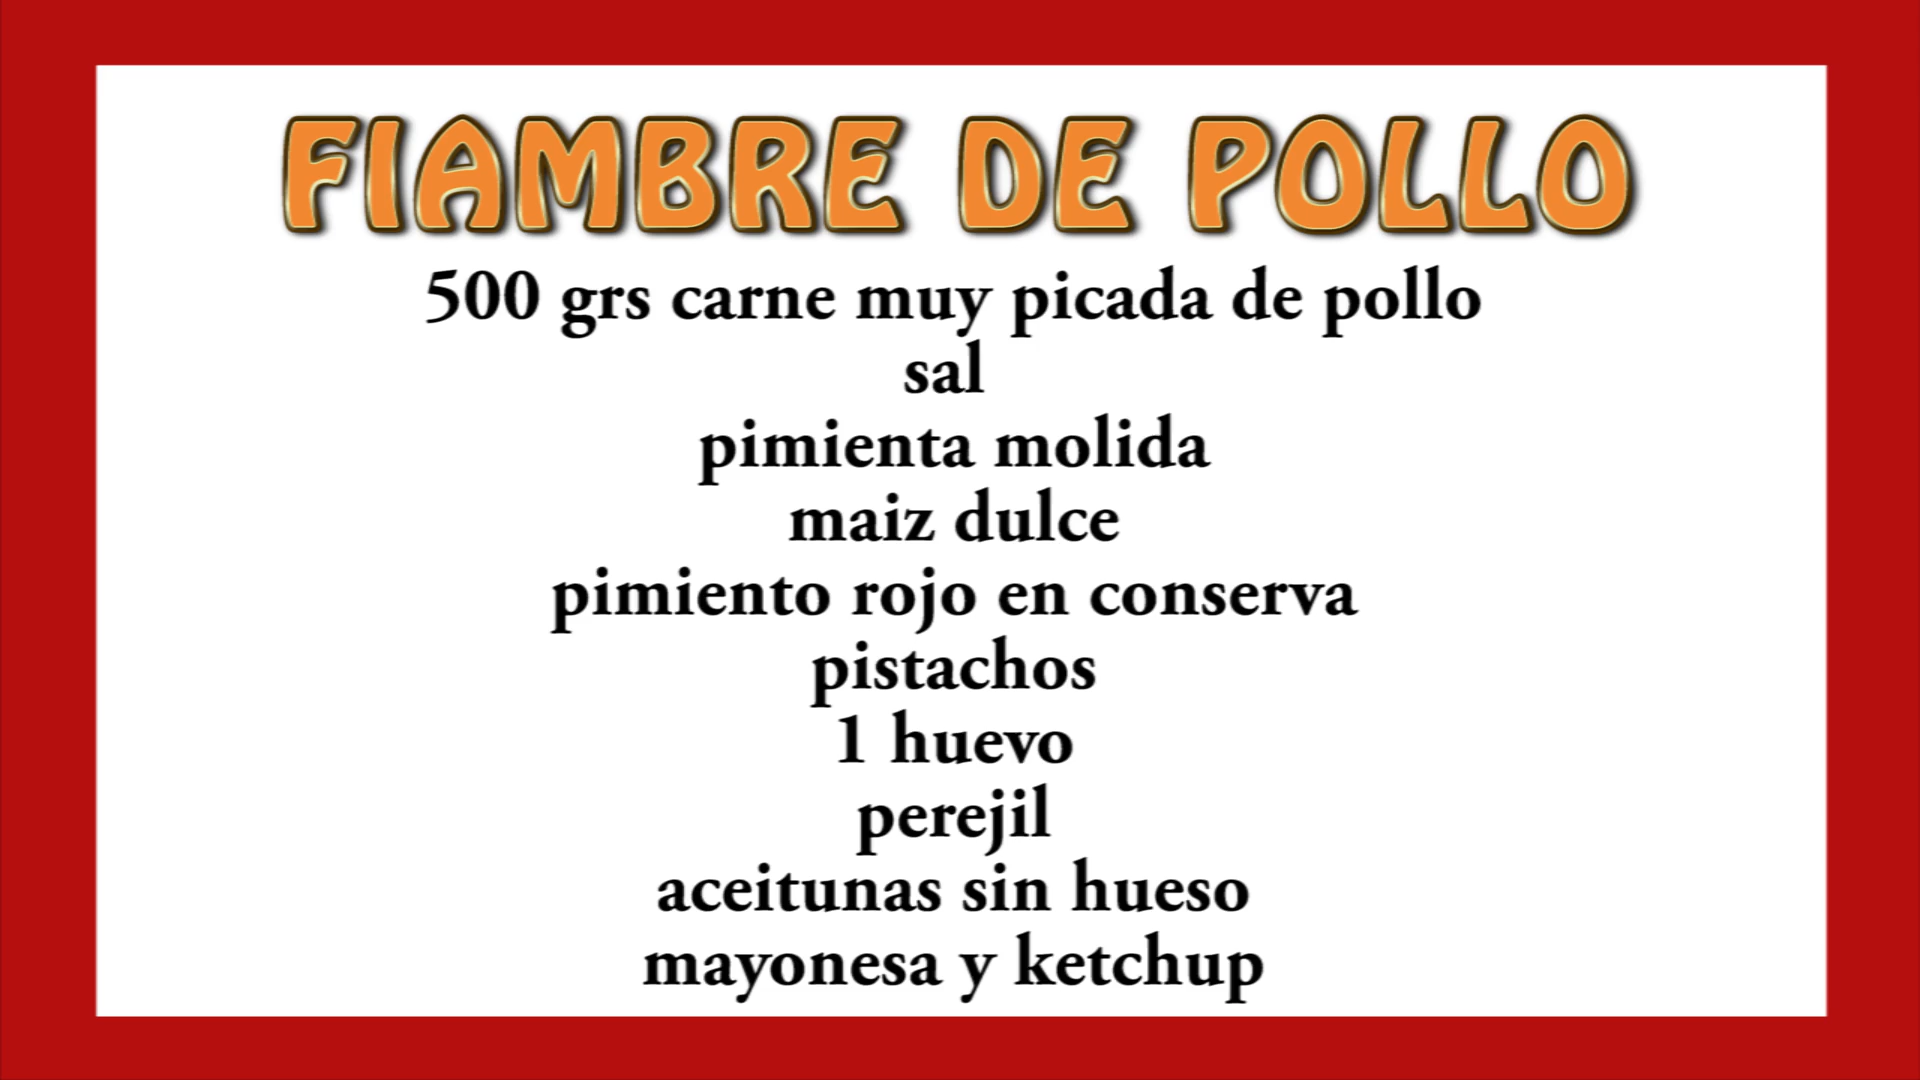 FIAMBRE DE POLLO
500 grs carne muy picada de pollo
sal
pimienta molida
maiz dulce
pimiento rojo en conserva
pistachos
1 huevo
perejil
aceitunas sin hueso
mayonesa y ketchup